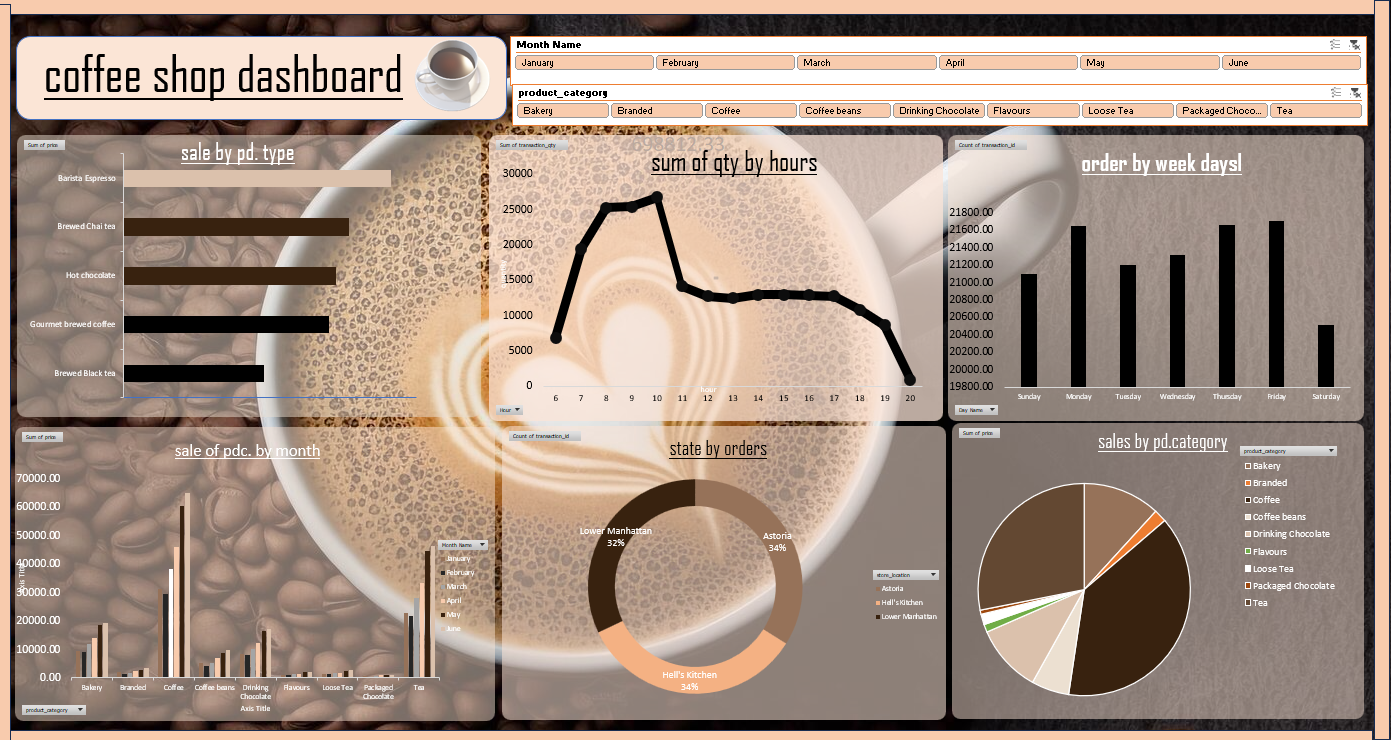 coffee shop dashboard
Month Name
January February March April May June
product_category
Bakery Branded Coffee Coffee beans Drinking Chocolate Flavours Loose Tea Packaged Choco... Tea
Sum of price
sale by pd. type
Barista Espresso
Brewed Chai tea
Hot chocolate
Gourmet brewed coffee
Brewed Black tea
Sum of transaction_qty
sum of qty by hours
30000
25000
20000
15000
10000
5000
0
hour
6 7 8 9 10 11 12 13 14 15 16 17 18 19 20
Hour
Count of transaction_id
order by week days!
21800.00
21600.00
21400.00
21200.00
21000.00
20800.00
20600.00
20400.00
20200.00
20000.00
19800.00
Sunday Monday Tuesday Wednesday Thursday Friday Saturday
Day Name
Sum of price
sale of pdc. by month
70000.00
60000.00
50000.00
40000.00
30000.00
20000.00
10000.00
0.00
Axis Title
Bakery Branded Coffee Coffee beans Drinking Chocolate Flavours Loose Tea Packaged Chocolate Tea
Axis Title
product_category
Month Name
January
February
March
April
May
June
Count of transaction_id
state by orders
Lower Manhattan
32%
Astoria
34%
Hell's Kitchen
34%
store_location
Astoria
Hell's Kitchen
Lower Manhattan
Sum of price
sales by pd.category
product_category
Bakery
Branded
Coffee
Coffee beans
Drinking Chocolate
Flavours
Loose Tea
Packaged Chocolate
Tea